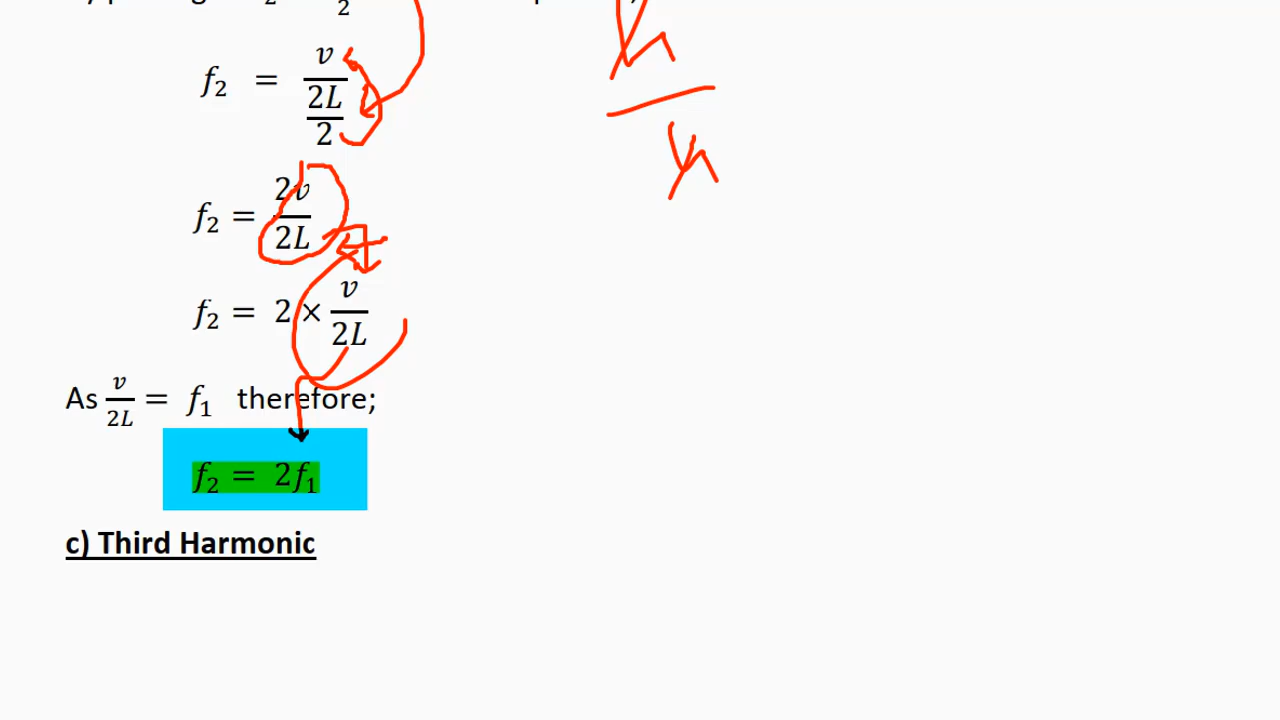 f₂ = v / (2L / 2)
f₂ = 2v / 2L
f₂ = 2 × v / 2L
As v / 2L = f₁ therefore;
f₂ = 2f₁
c) Third Harmonic